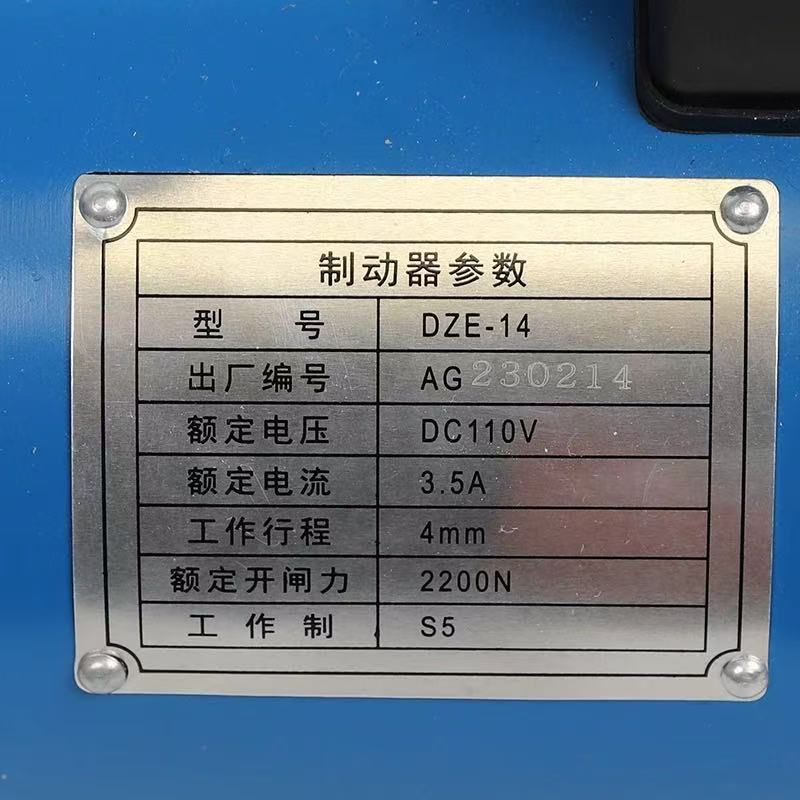 制动器参数
型号 DZE-14
出厂编号 AG230214
额定电压 DC110V
额定电流 3.5A
工作行程 4mm
额定开闸力 2200N
工作制 S5